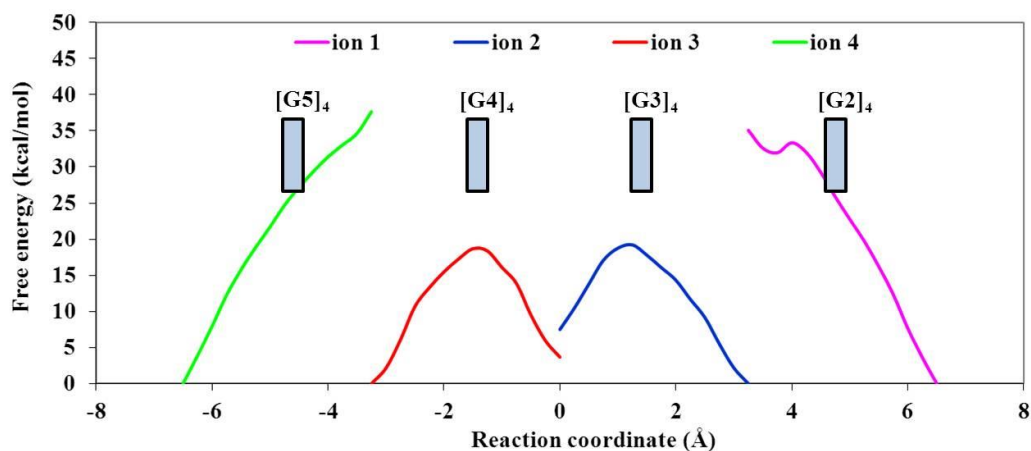 50
ion 1 ion 2 ion 3 ion 4
45
40
[G5]4 [G4]4 [G3]4 [G2]4
35
30
25
20
15
10
5
0
-8 -6 -4 -2 0 2 4 6 8
Free energy (kcal/mol)
Reaction coordinate (Å)